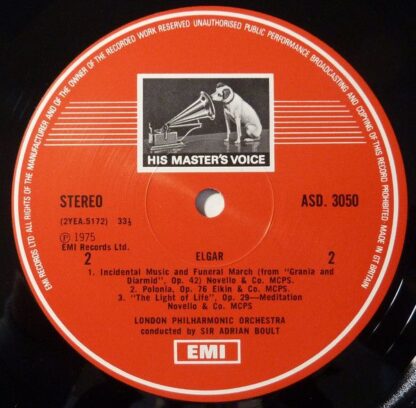 EMI RECORDS LTD ALL RIGHTS OF THE MANUFACTURER AND OF THE OWNER OF THE RECORDED WORK RESERVED UNAUTHORISED PUBLIC PERFORMANCE BROADCASTING AND COPYING OF THIS RECORD PROHIBITED MADE IN GT BRITAIN
HIS MASTER'S VOICE
STEREO
ASD. 3050
(2YEA.5172) 33⅓
Ⓟ 1975
EMI Records Ltd.
2 ELGAR 2
1. Incidental Music and Funeral March (from "Grania and
Diarmid", Op. 42) Novello & Co. MCPS.
2. Polonia, Op. 76 Elkin & Co. MCPS.
3. "The Light of Life", Op. 29—Meditation
Novello & Co. MCPS
LONDON PHILHARMONIC ORCHESTRA
conducted by SIR ADRIAN BOULT
EMI